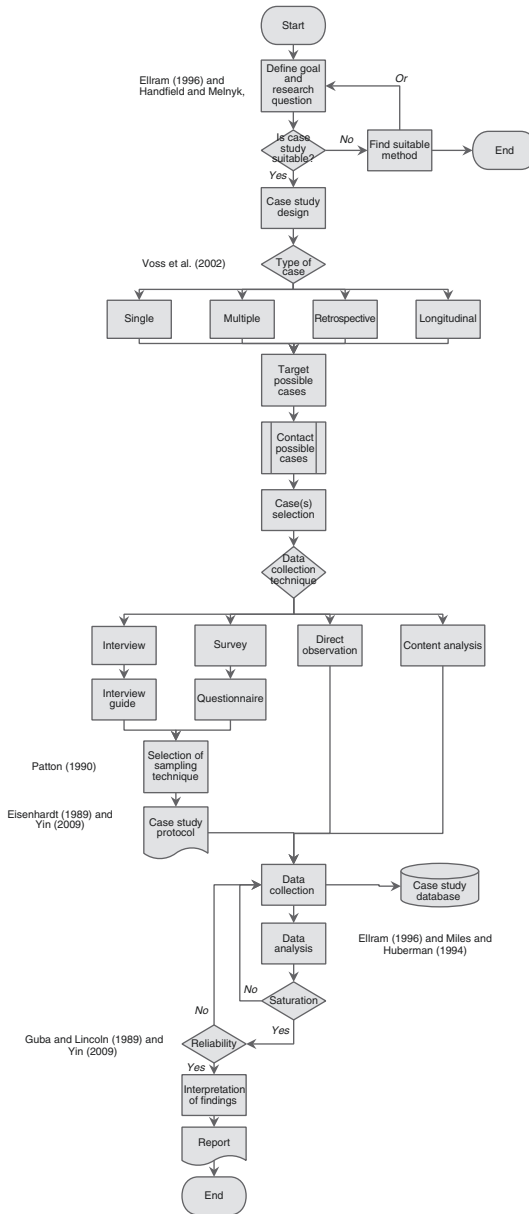 Start
Ellram (1996) and
Handfield and Melnyk,
Define goal
and
research
question
Or
Is case
study
suitable?
No
Find suitable
method
End
Yes
Case study
design
Voss et al. (2002)
Type of
case
Single
Multiple
Retrospective
Longitudinal
Target
possible
cases
Contact
possible
cases
Case(s)
selection
Data
collection
technique
Interview
Survey
Direct
observation
Content analysis
Interview
guide
Questionnaire
Patton (1990)
Selection of
sampling
technique
Eisenhardt (1989) and
Yin (2009)
Case study
protocol
Data
collection
Case study
database
Data
analysis
Ellram (1996) and Miles and
Huberman (1994)
No
Saturation
Yes
No
Guba and Lincoln (1989) and
Yin (2009)
Reliability
Yes
Interpretation
of findings
Report
End